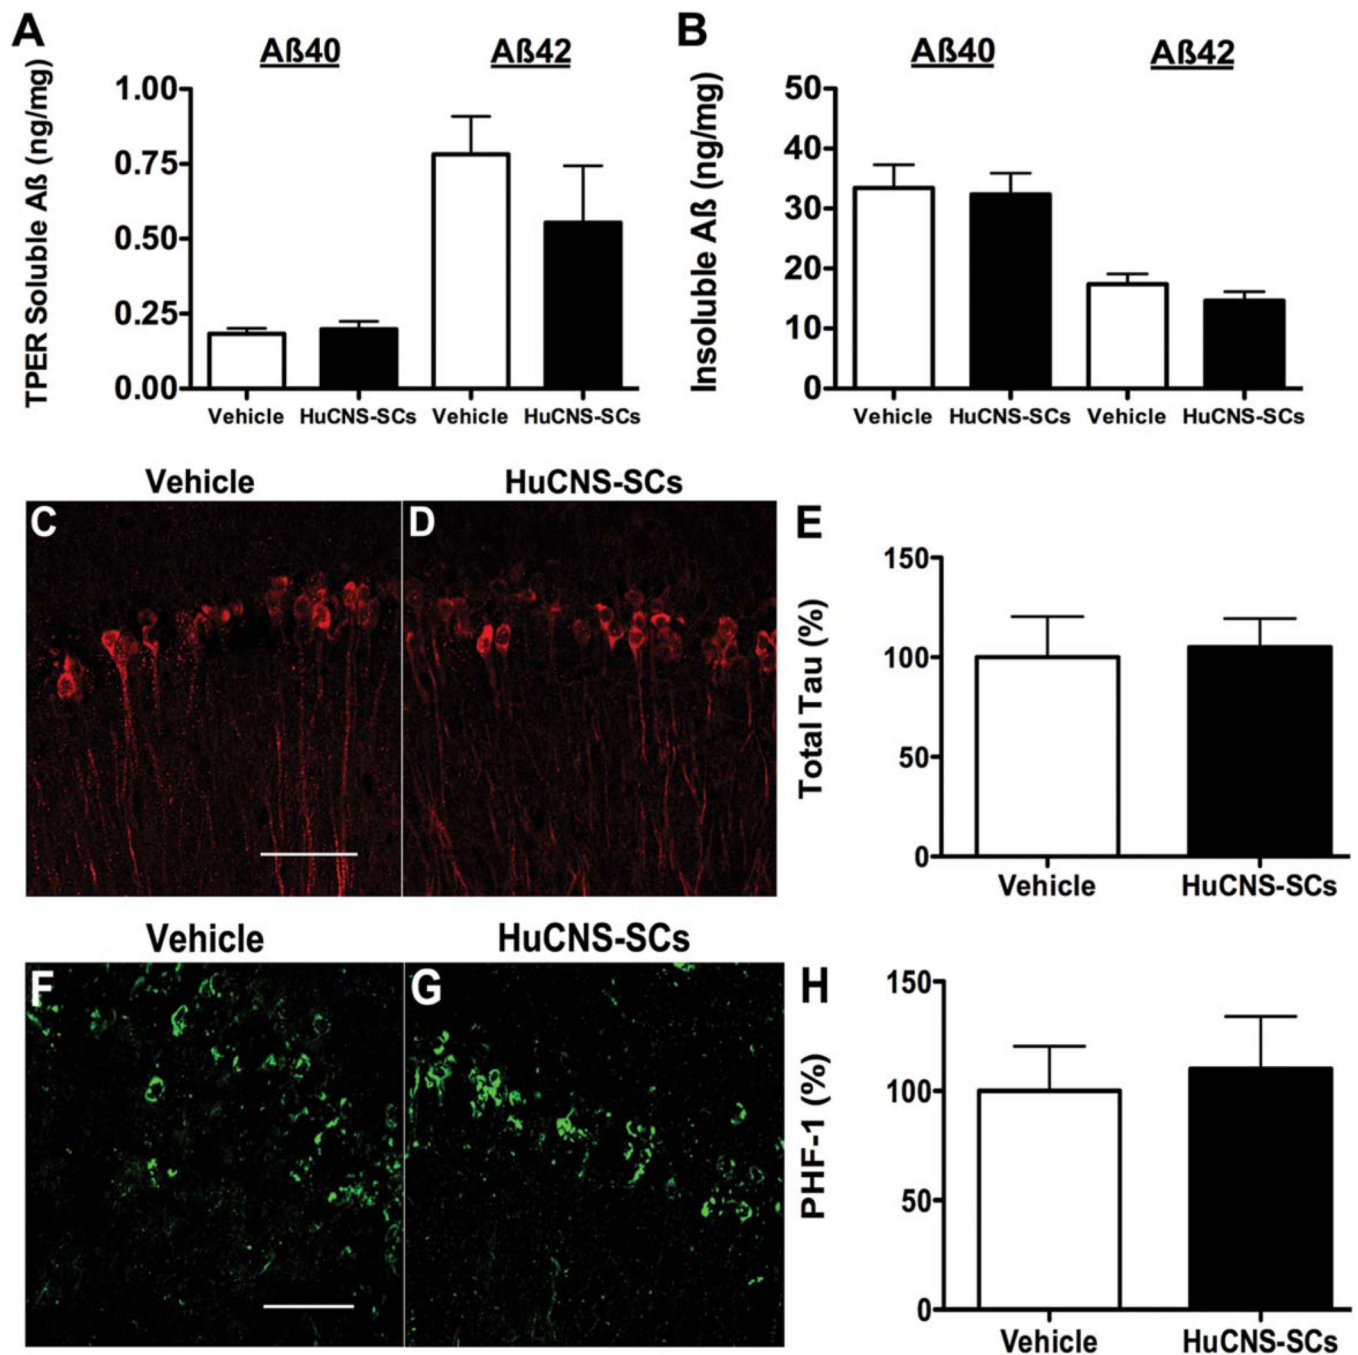 A
Aß40 Aß42
TPER Soluble Aß (ng/mg)
1.00
0.75
0.50
0.25
0.00
Vehicle HuCNS-SCs Vehicle HuCNS-SCs
B
Aß40 Aß42
Insoluble Aß (ng/mg)
50
40
30
20
10
0
Vehicle HuCNS-SCs Vehicle HuCNS-SCs
Vehicle HuCNS-SCs
C D
E
Total Tau (%)
150
100
50
0
Vehicle HuCNS-SCs
Vehicle HuCNS-SCs
F G
H
PHF-1 (%)
150
100
50
0
Vehicle HuCNS-SCs